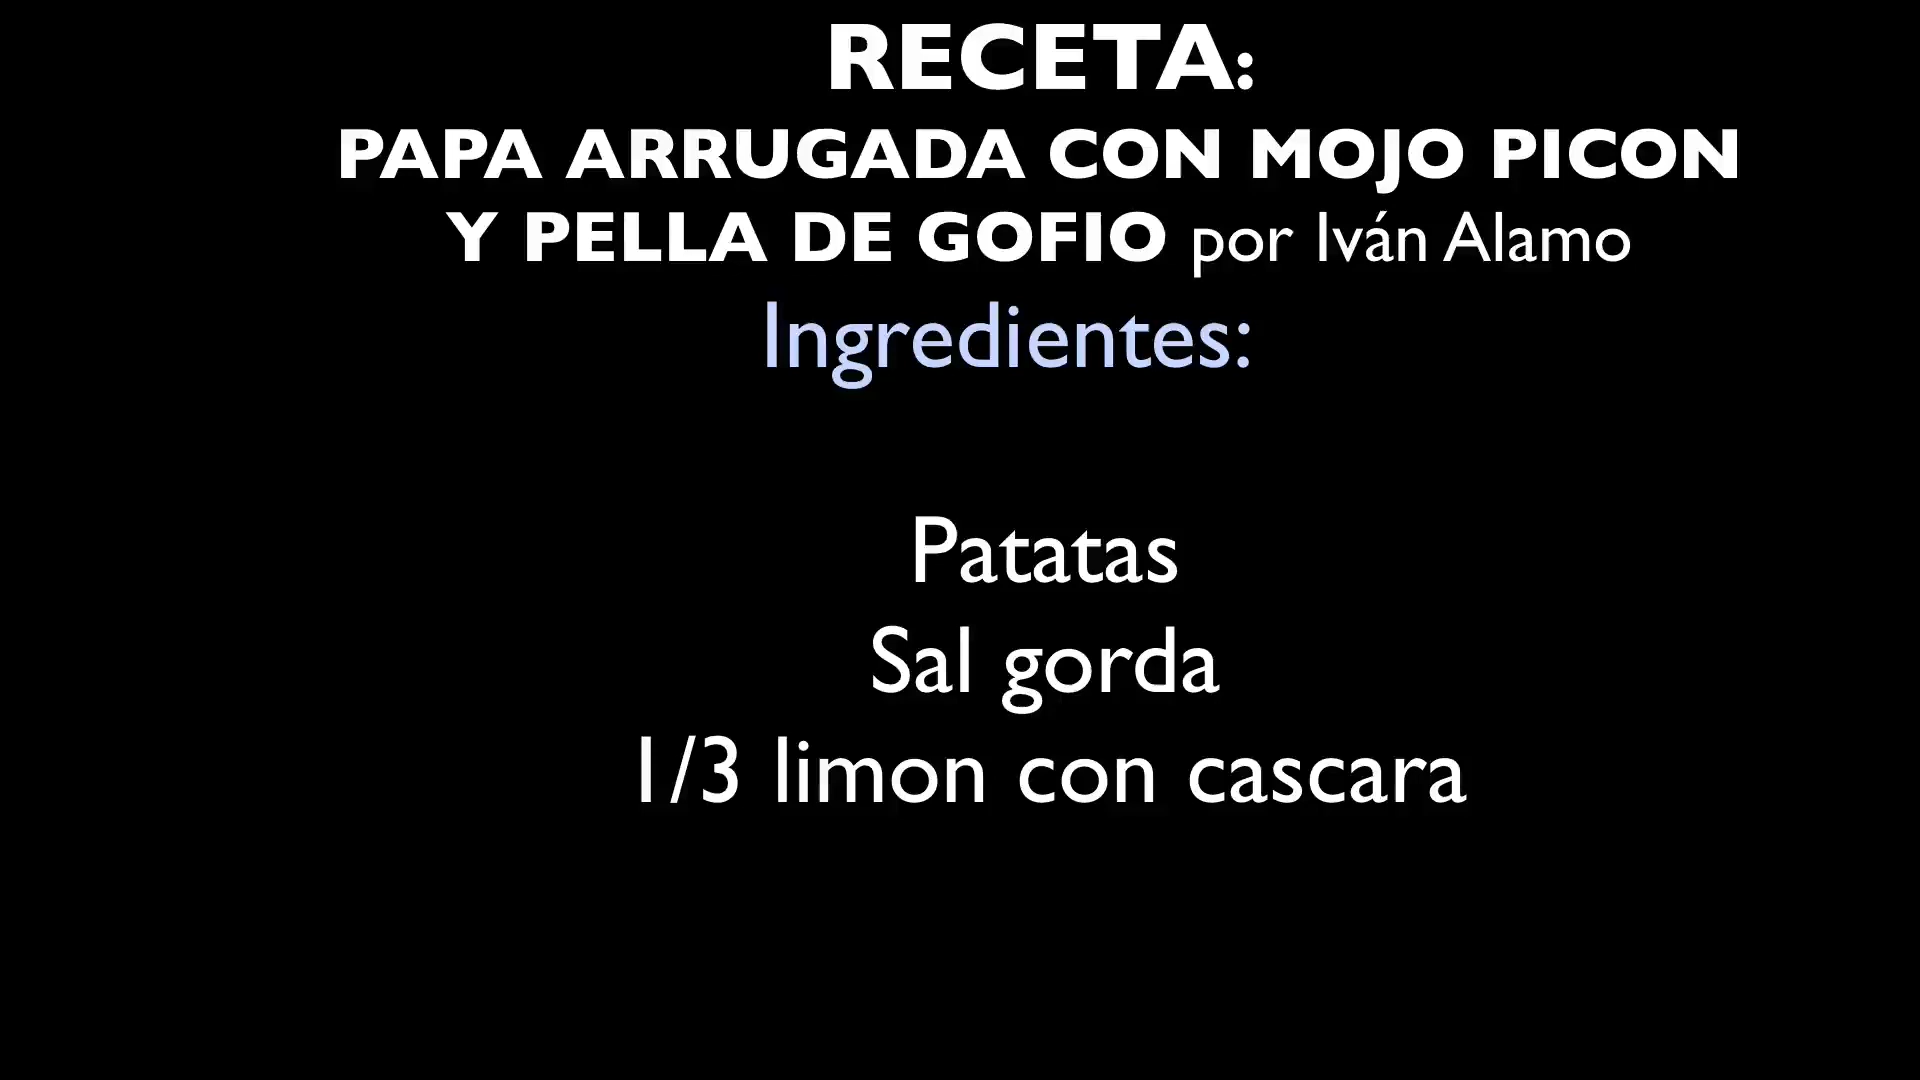 RECETA:
PAPA ARRUGADA CON MOJO PICON
Y PELLA DE GOFIO por Iván Alamo
Ingredientes:
Patatas
Sal gorda
1/3 limon con cascara